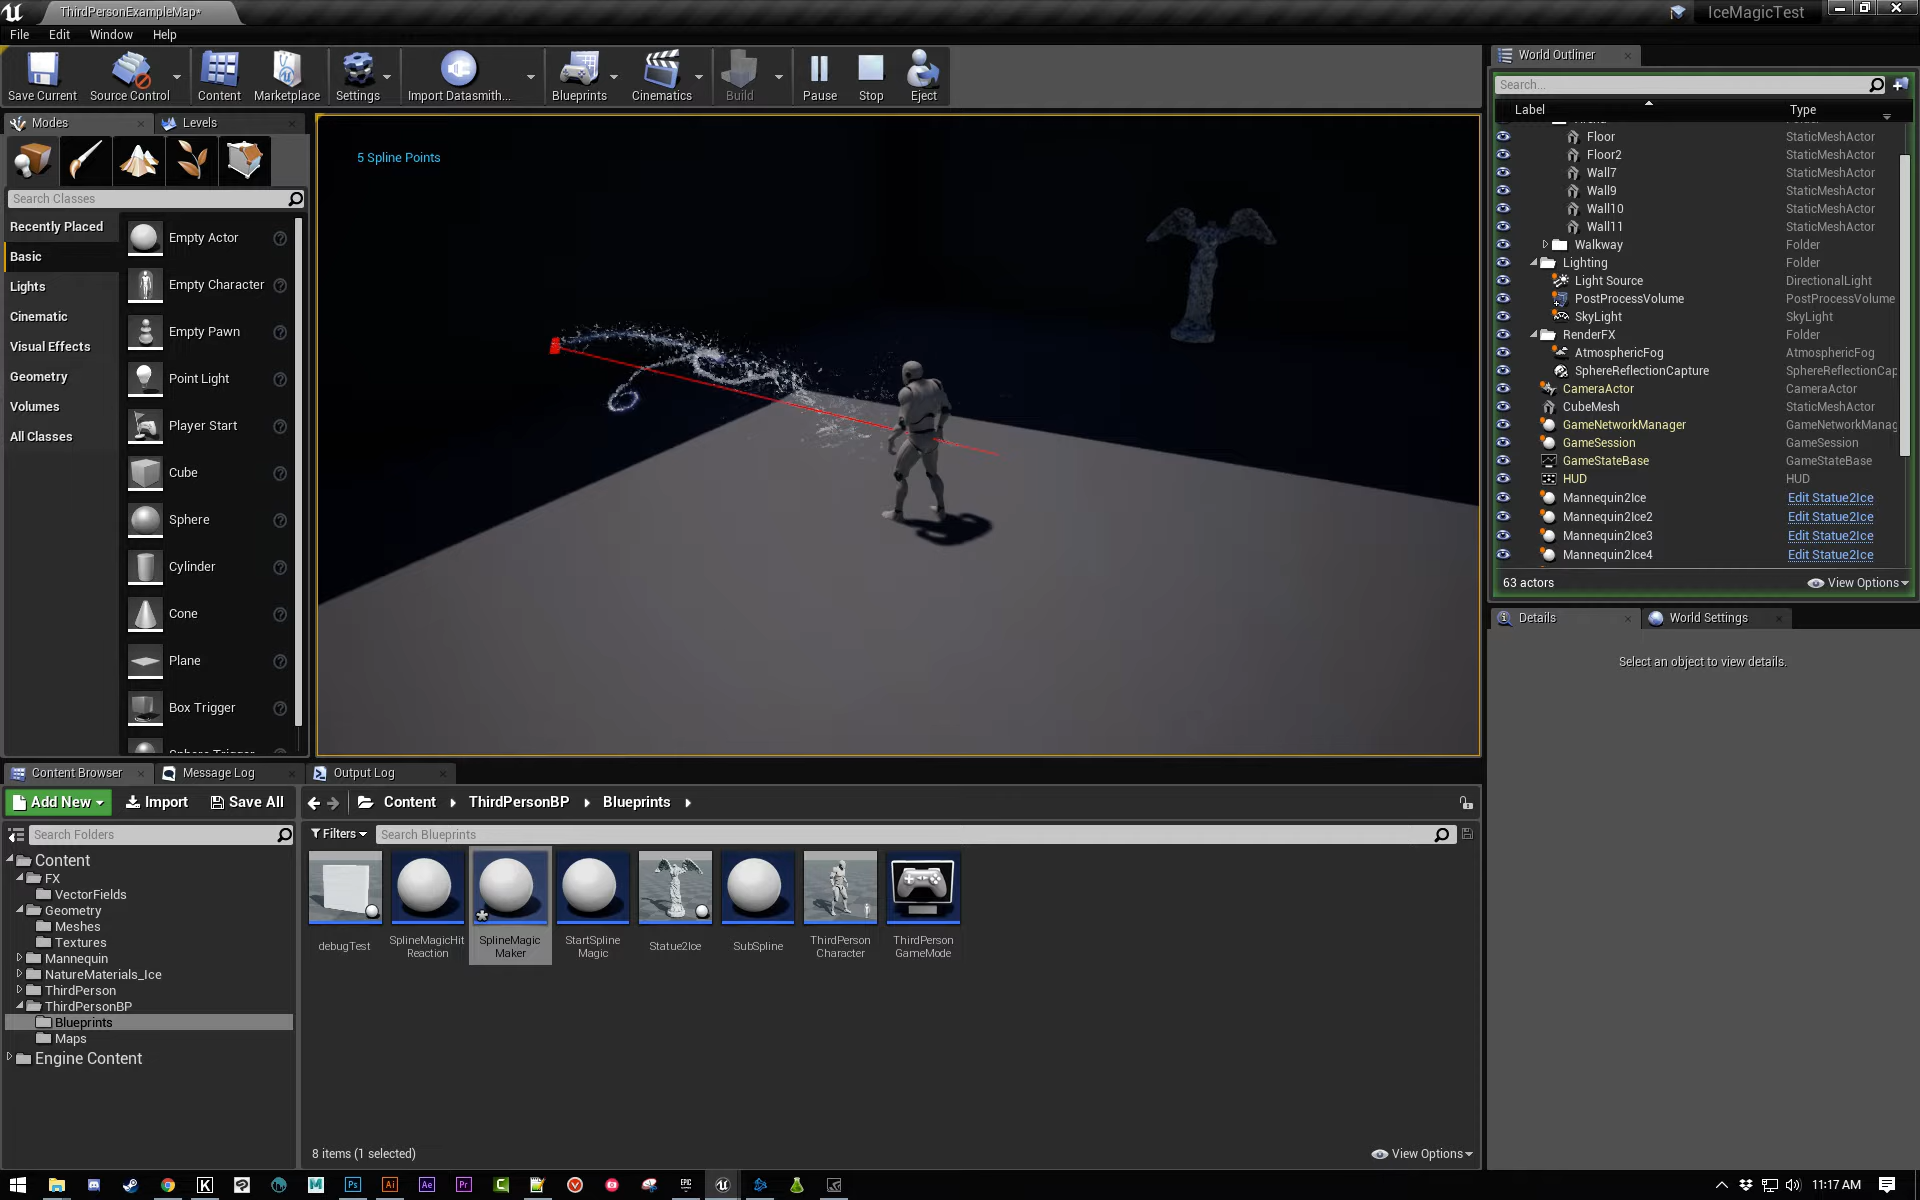 ThirdPersonExampleMap*
IceMagicTest
File Edit Window Help
Save Current
Source Control
Content
Marketplace
Settings
Import Datasmith...
Blueprints
Cinematics
Build
Pause
Stop
Eject
Modes
Levels
Search Classes
Recently Placed
Basic
Lights
Cinematic
Visual Effects
Geometry
Volumes
All Classes
Empty Actor
Empty Character
Empty Pawn
Point Light
Player Start
Cube
Sphere
Cylinder
Cone
Plane
Box Trigger
Sphere Trigger
5 Spline Points
World Outliner
Search...
Label Type
Floor StaticMeshActor
Floor2 StaticMeshActor
Wall7 StaticMeshActor
Wall9 StaticMeshActor
Wall10 StaticMeshActor
Wall11 StaticMeshActor
Walkway Folder
Lighting Folder
Light Source DirectionalLight
PostProcessVolume PostProcessVolume
SkyLight SkyLight
RenderFX Folder
AtmosphericFog AtmosphericFog
SphereReflectionCapture SphereReflectionCap
CameraActor CameraActor
CubeMesh StaticMeshActor
GameNetworkManager GameNetworkManag
GameSession GameSession
GameStateBase GameStateBase
HUD HUD
Mannequin2Ice Edit Statue2Ice
Mannequin2Ice2 Edit Statue2Ice
Mannequin2Ice3 Edit Statue2Ice
Mannequin2Ice4 Edit Statue2Ice
63 actors View Options
Details
World Settings
Select an object to view details.
Content Browser
Message Log
Output Log
Add New Import Save All
Content ThirdPersonBP Blueprints
Search Folders
Filters
Search Blueprints
Content
FX
VectorFields
Geometry
Meshes
Textures
Mannequin
NatureMaterials_Ice
ThirdPerson
ThirdPersonBP
Blueprints
Maps
Engine Content
debugTest
SplineMagicHit
Reaction
SplineMagic
Maker
StartSpline
Magic
Statue2Ice
SubSpline
ThirdPerson
Character
ThirdPerson
GameMode
8 items (1 selected)
View Options
11:17 AM